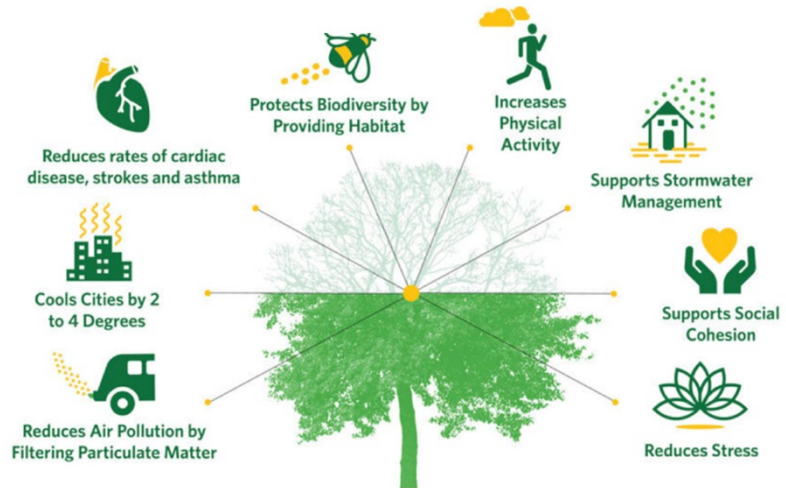 Protects Biodiversity by
Providing Habitat
Increases
Physical
Activity
Reduces rates of cardiac
disease, strokes and asthma
Supports Stormwater
Management
Cools Cities by 2
to 4 Degrees
Supports Social
Cohesion
Reduces Air Pollution by
Filtering Particulate Matter
Reduces Stress